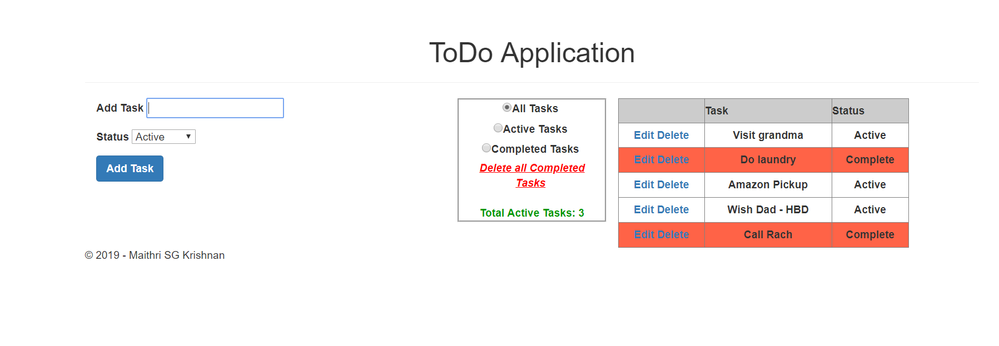 ToDo Application
Add Task
Status Active
Add Task
All Tasks
Active Tasks
Completed Tasks
Delete all Completed
Tasks
Total Active Tasks: 3
Task Status
Edit Delete Visit grandma Active
Edit Delete Do laundry Complete
Edit Delete Amazon Pickup Active
Edit Delete Wish Dad - HBD Active
Edit Delete Call Rach Complete
© 2019 - Maithri SG Krishnan